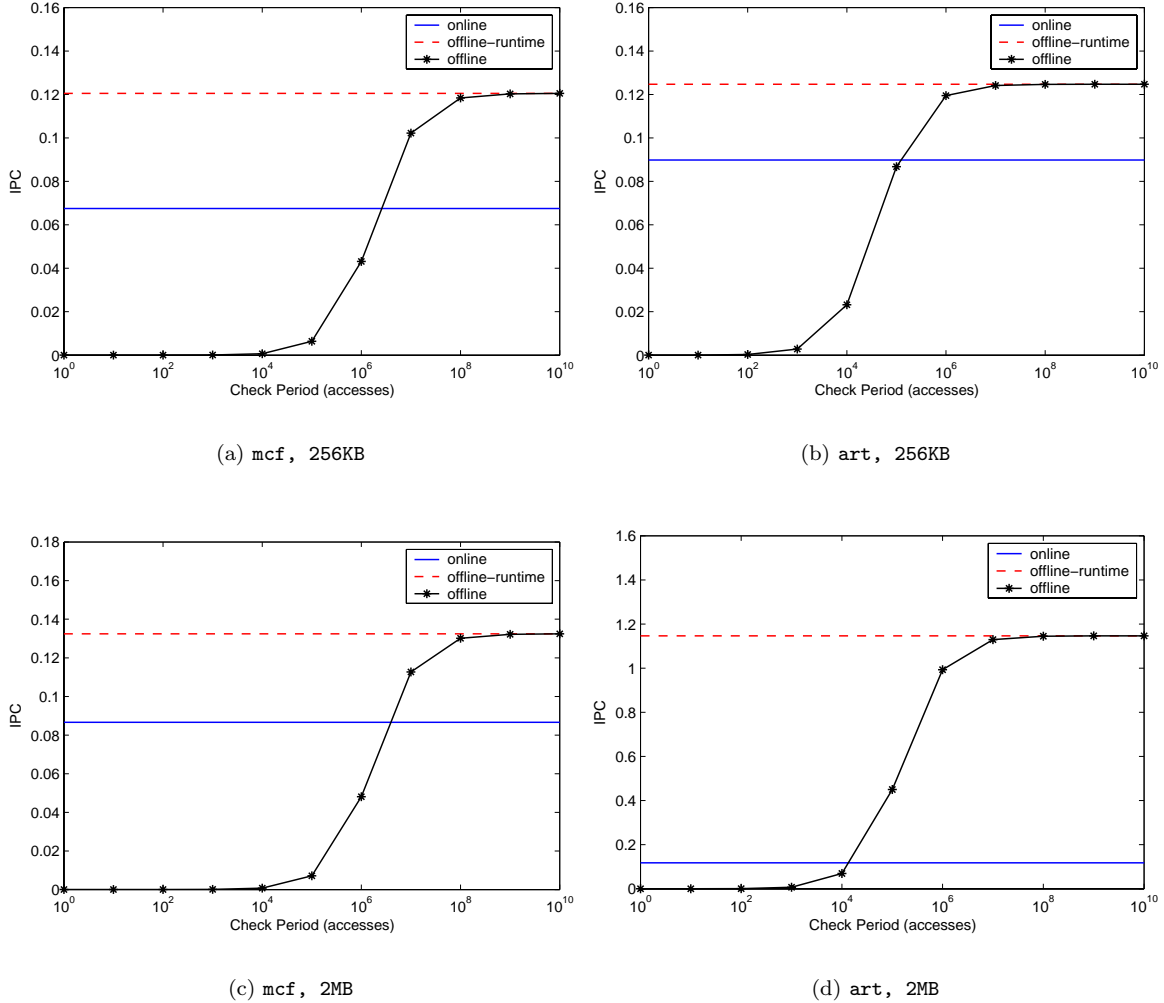 0.16
0.14
0.12
0.1
0.08
0.06
0.04
0.02
0
IPC
10^0
10^2
10^4
10^6
10^8
10^10
Check Period (accesses)
online
offline−runtime
offline
(a) mcf, 256KB
0.16
0.14
0.12
0.1
0.08
0.06
0.04
0.02
0
IPC
10^0
10^2
10^4
10^6
10^8
10^10
Check Period (accesses)
online
offline−runtime
offline
(b) art, 256KB
0.18
0.16
0.14
0.12
0.1
0.08
0.06
0.04
0.02
0
IPC
10^0
10^2
10^4
10^6
10^8
10^10
Check Period (accesses)
online
offline−runtime
offline
(c) mcf, 2MB
1.6
1.4
1.2
1
0.8
0.6
0.4
0.2
0
IPC
10^0
10^2
10^4
10^6
10^8
10^10
Check Period (accesses)
online
offline−runtime
offline
(d) art, 2MB